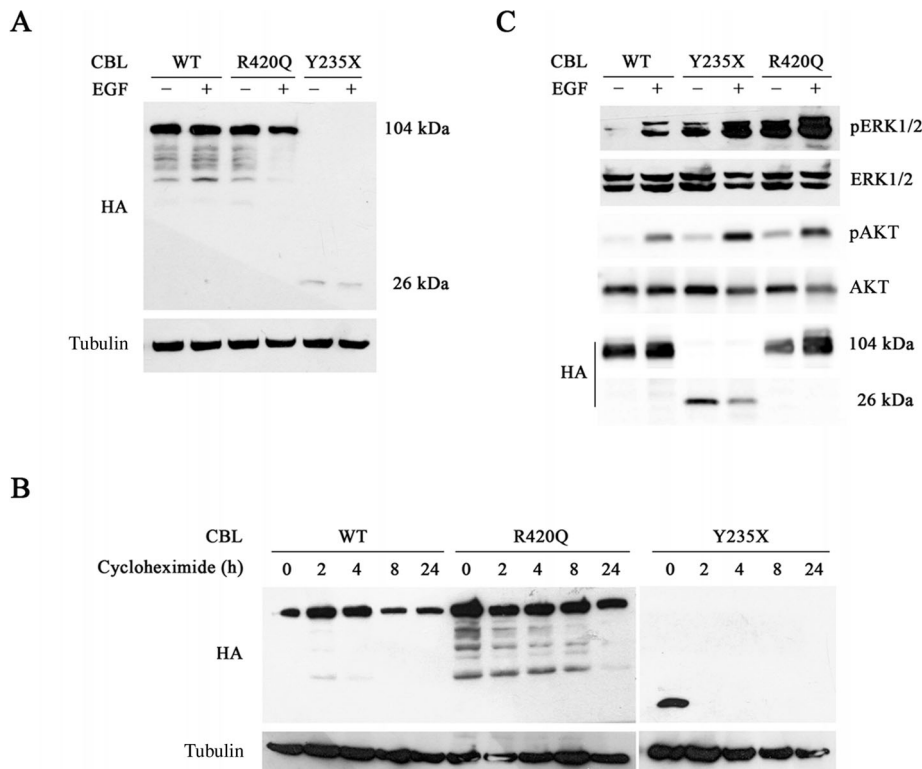 A
CBL WT R420Q Y235X
EGF − + − + − +
104 kDa
HA
26 kDa
Tubulin
C
CBL WT Y235X R420Q
EGF − + − + − +
pERK1/2
ERK1/2
pAKT
AKT
104 kDa
HA
26 kDa
B
CBL WT R420Q Y235X
Cycloheximide (h) 0 2 4 8 24 0 2 4 8 24 0 2 4 8 24
HA
Tubulin